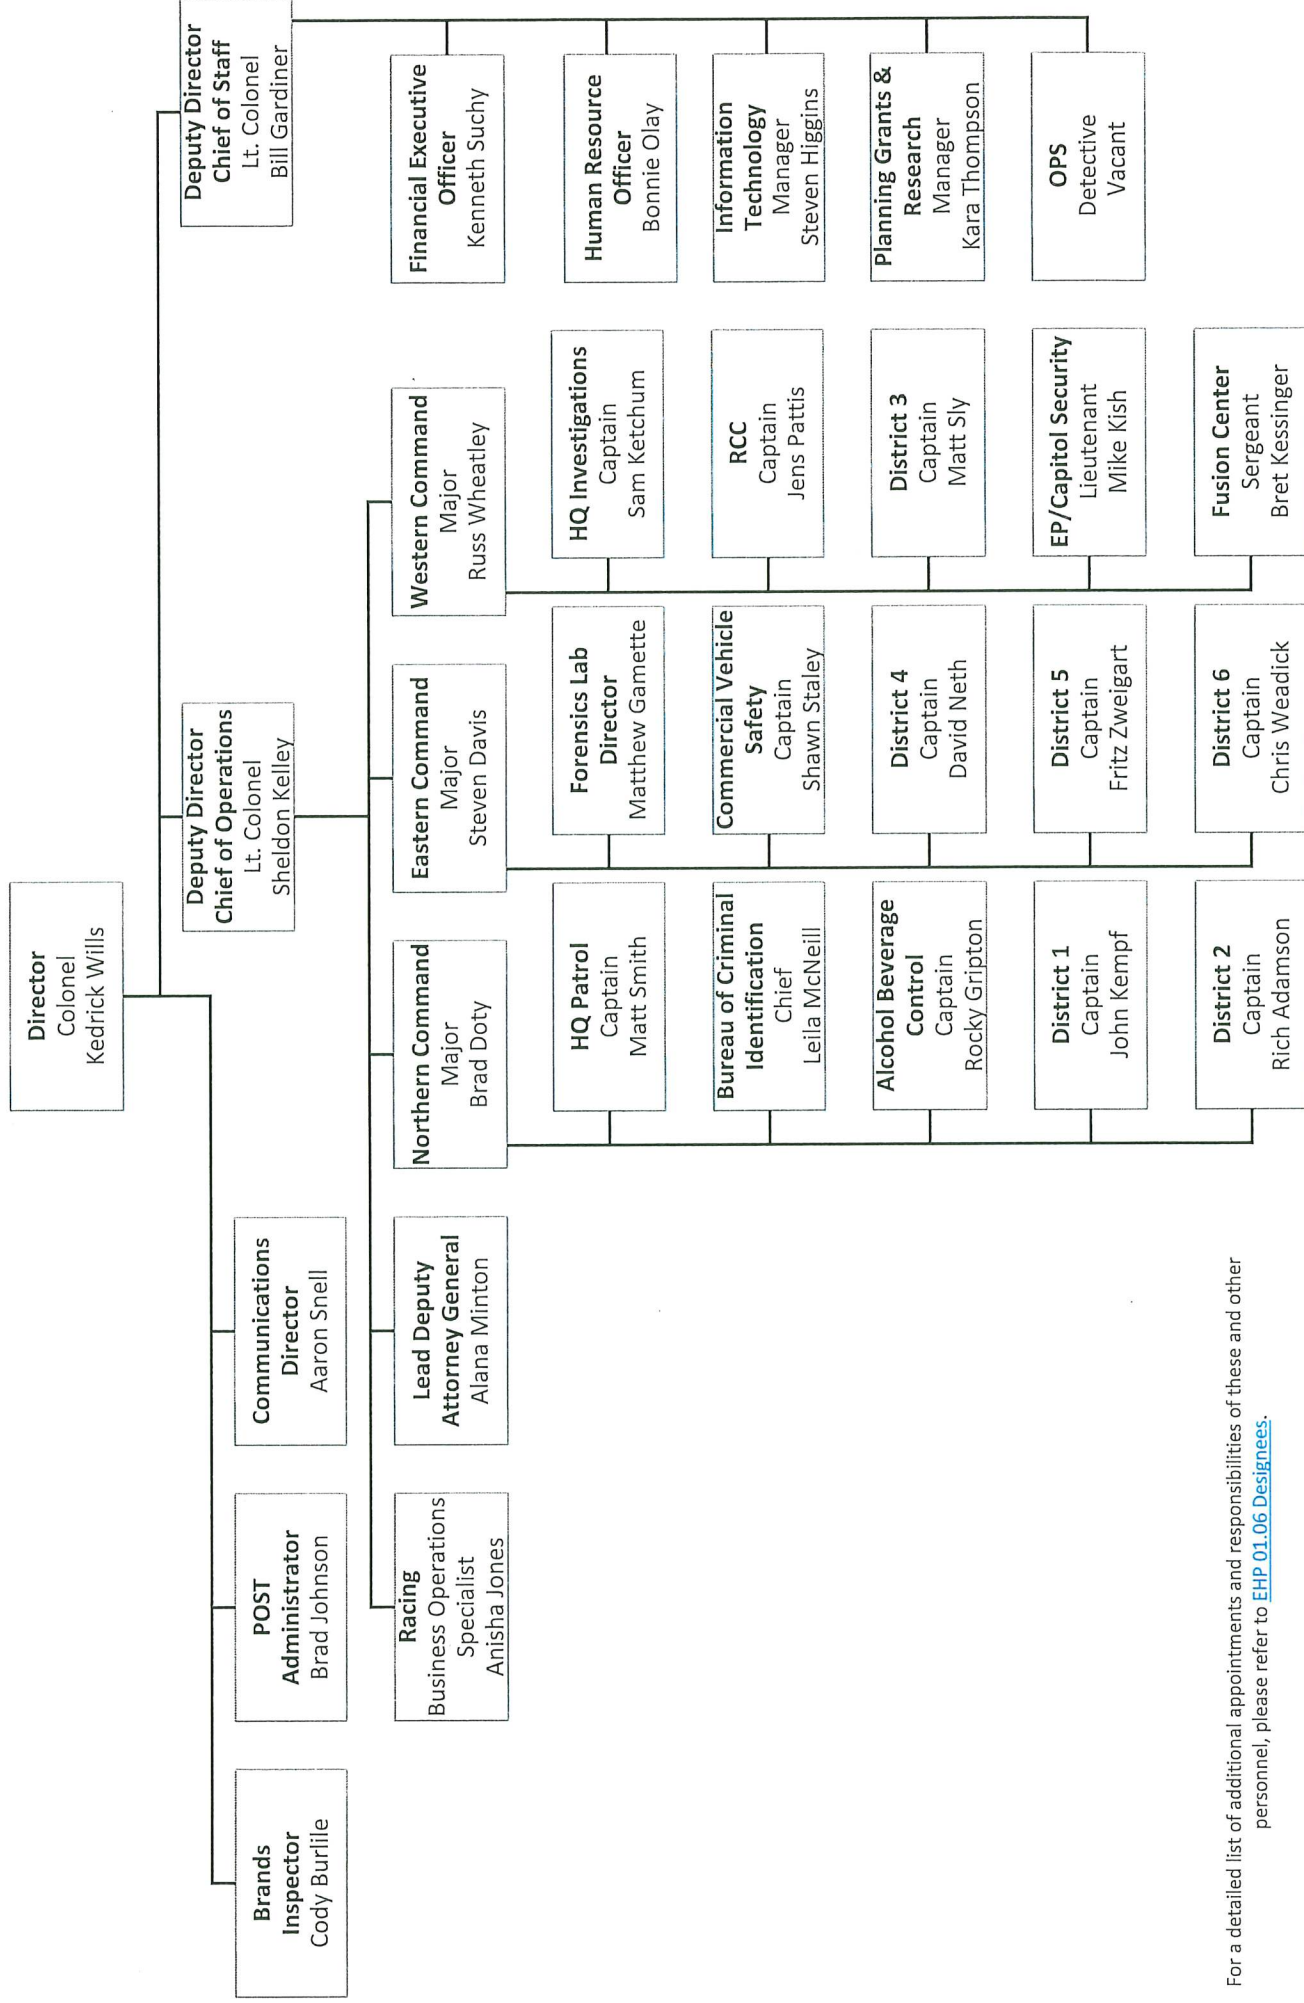 Director
Colonel
Kedrick Wills
Deputy Director
Chief of Staff
Lt. Colonel
Bill Gardiner
Deputy Director
Chief of Operations
Lt. Colonel
Sheldon Kelley
Brands
Inspector
Cody Burlile
POST
Administrator
Brad Johnson
Communications
Director
Aaron Snell
Racing
Business Operations
Specialist
Anisha Jones
Lead Deputy
Attorney General
Alana Minton
Northern Command
Major
Brad Doty
Eastern Command
Major
Steven Davis
Western Command
Major
Russ Wheatley
Financial Executive
Officer
Kenneth Suchy
HQ Patrol
Captain
Matt Smith
Forensics Lab
Director
Matthew Gamette
HQ Investigations
Captain
Sam Ketchum
Human Resource
Officer
Bonnie Olay
Bureau of Criminal
Identification
Chief
Leila McNeill
Commercial Vehicle
Safety
Captain
Shawn Staley
RCC
Captain
Jens Pattis
Information
Technology
Manager
Steven Higgins
Alcohol Beverage
Control
Captain
Rocky Gripton
District 4
Captain
David Neth
District 3
Captain
Matt Sly
Planning Grants &
Research
Manager
Kara Thompson
District 1
Captain
John Kempf
District 5
Captain
Fritz Zweigart
EP/Capitol Security
Lieutenant
Mike Kish
OPS
Detective
Vacant
District 2
Captain
Rich Adamson
District 6
Captain
Chris Weadick
Fusion Center
Sergeant
Bret Kessinger
For a detailed list of additional appointments and responsibilities of these and other
personnel, please refer to EHP 01.06 Designees.